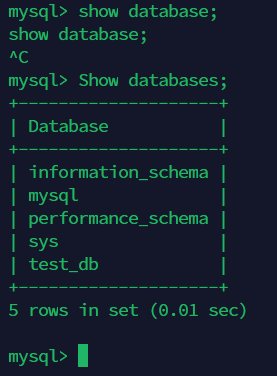 mysql> show database;
show database;
^C
mysql> Show databases;
+--------------------+
| Database           |
+--------------------+
| information_schema |
| mysql              |
| performance_schema |
| sys                |
| test_db            |
+--------------------+
5 rows in set (0.01 sec)
mysql>